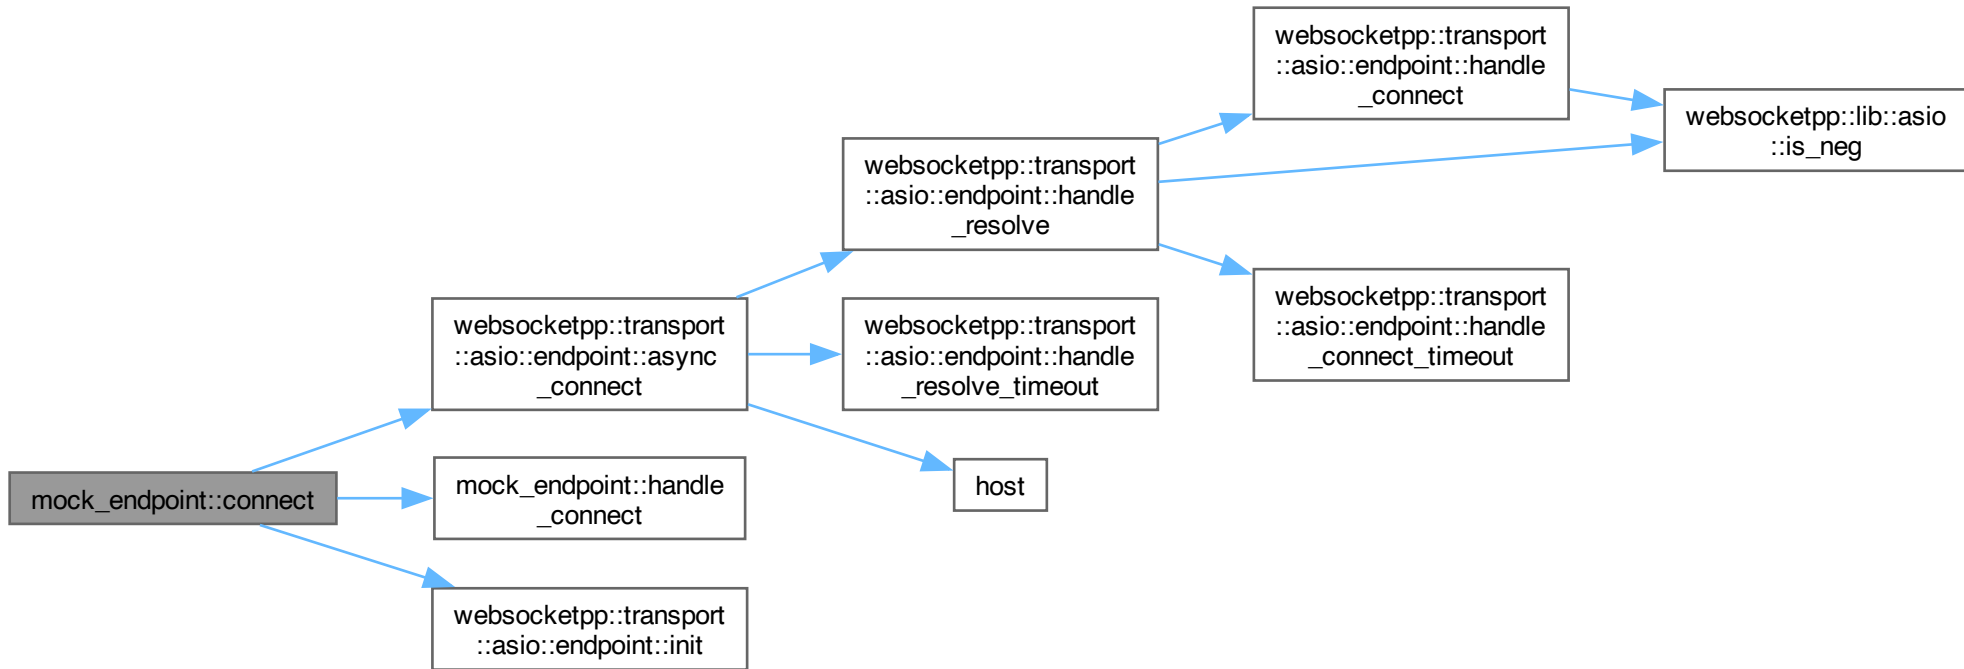 websocketpp::transport
::asio::endpoint::handle
_connect
websocketpp::lib::asio
::is_neg
websocketpp::transport
::asio::endpoint::handle
_resolve
websocketpp::transport
::asio::endpoint::handle
_connect_timeout
websocketpp::transport
::asio::endpoint::async
_connect
websocketpp::transport
::asio::endpoint::handle
_resolve_timeout
mock_endpoint::connect
mock_endpoint::handle
_connect
host
websocketpp::transport
::asio::endpoint::init